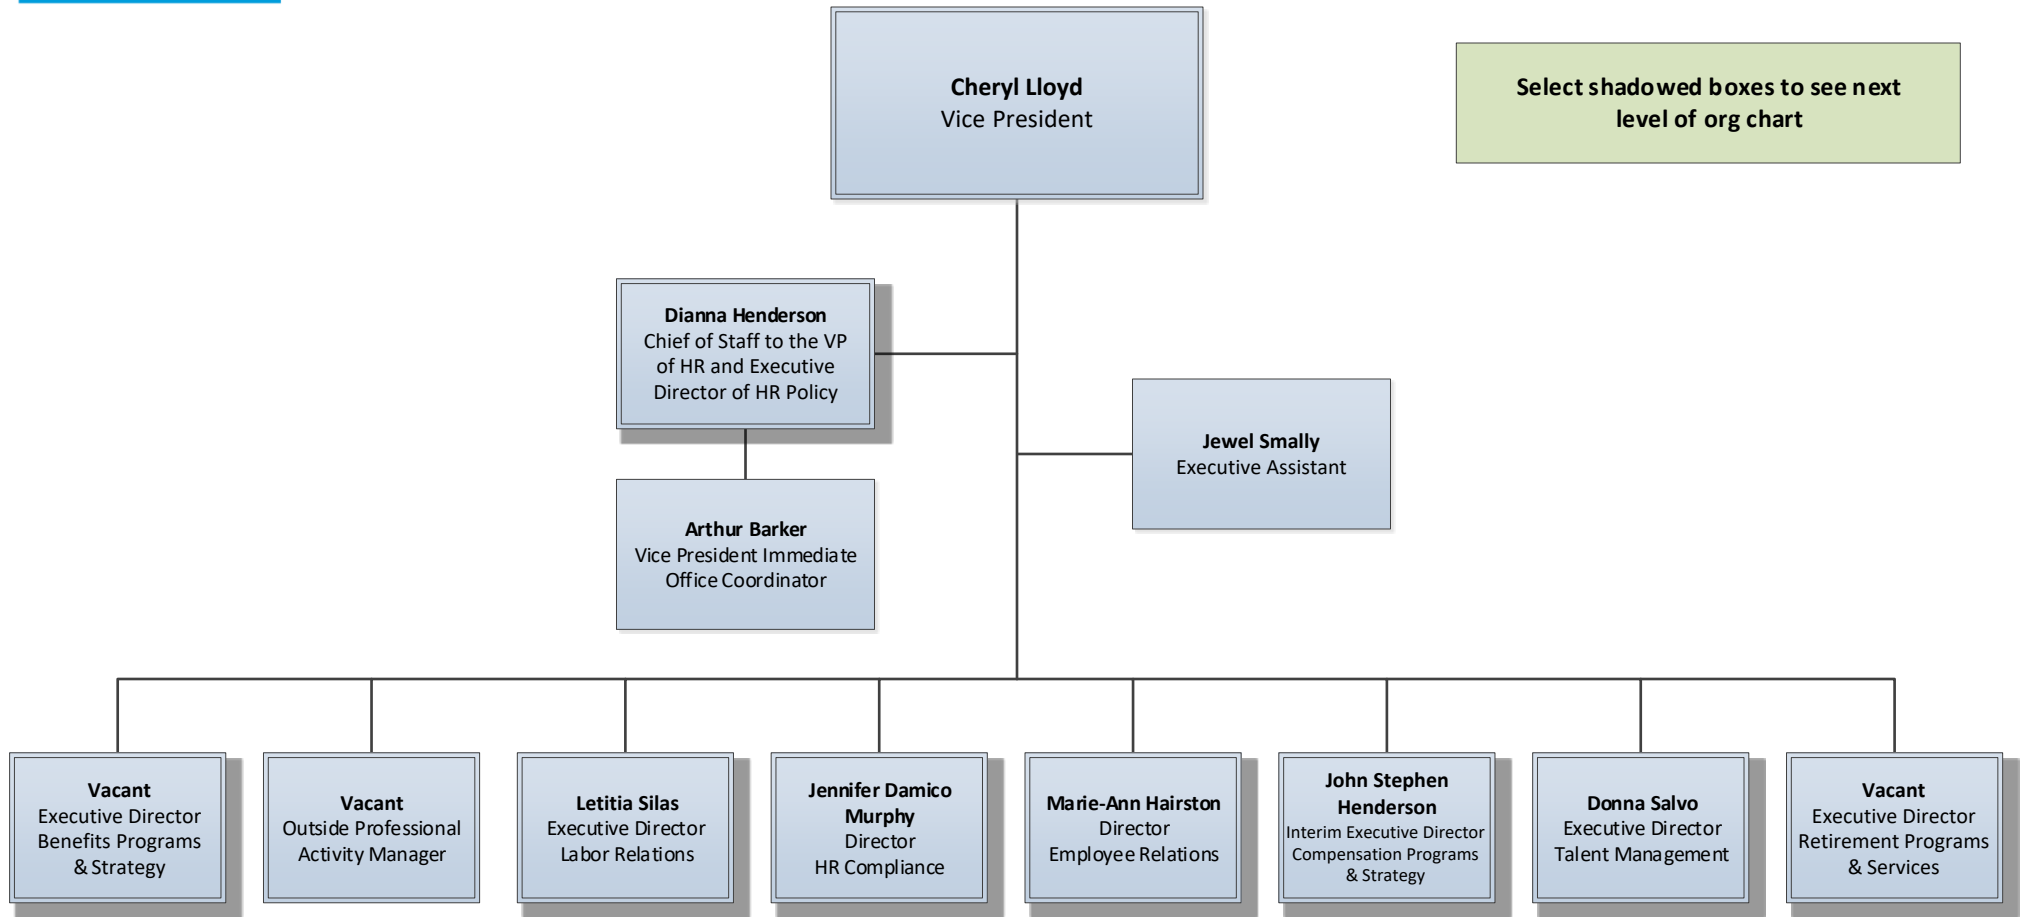 Cheryl Lloyd
Vice President
Select shadowed boxes to see next
level of org chart
Dianna Henderson
Chief of Staff to the VP
of HR and Executive
Director of HR Policy
Jewel Smally
Executive Assistant
Arthur Barker
Vice President Immediate
Office Coordinator
Vacant
Executive Director
Benefits Programs
& Strategy
Vacant
Outside Professional
Activity Manager
Letitia Silas
Executive Director
Labor Relations
Jennifer Damico
Murphy
Director
HR Compliance
Marie-Ann Hairston
Director
Employee Relations
John Stephen
Henderson
Interim Executive Director
Compensation Programs
& Strategy
Donna Salvo
Executive Director
Talent Management
Vacant
Executive Director
Retirement Programs
& Services